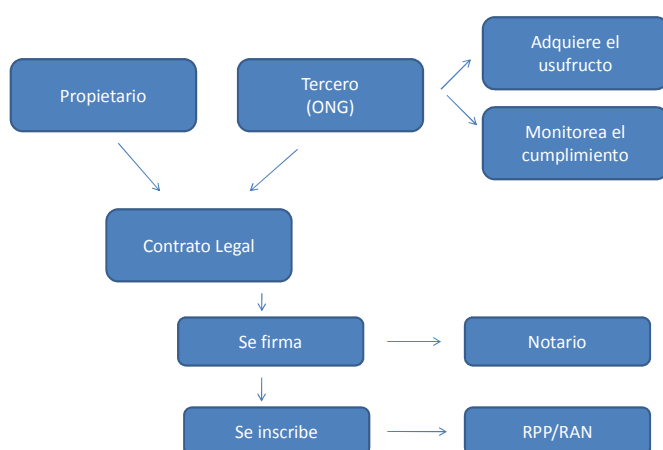 Adquiere el
usufructo
Propietario
Tercero
(ONG)
Monitorea el
cumplimiento
Contrato Legal
Se firma
Notario
Se inscribe
RPP/RAN